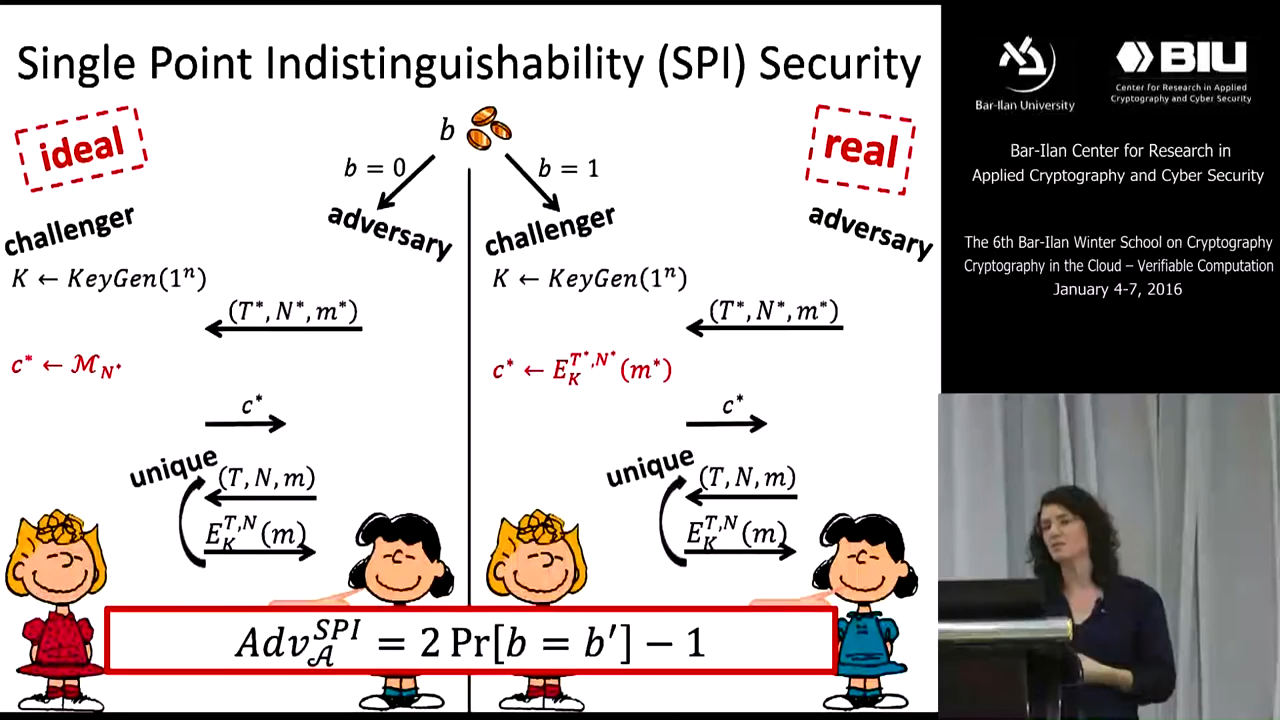 Single Point Indistinguishability (SPI) Security
ideal
b
real
b = 0
b = 1
challenger
adversary
challenger
adversary
K ← KeyGen(1ⁿ)
K ← KeyGen(1ⁿ)
(T*, N*, m*)
(T*, N*, m*)
c* ← ℳ_{N*}
c* ← E_K^{T*,N*}(m*)
c*
c*
unique
(T, N, m)
unique
(T, N, m)
E_K^{T,N}(m)
E_K^{T,N}(m)
Adv_𝒜^{SPI} = 2 Pr[b = b′] − 1
Bar-Ilan University
BIU
Center for Research in Applied
Cryptography and Cyber Security
Bar-Ilan Center for Research in
Applied Cryptography and Cyber Security
The 6th Bar-Ilan Winter School on Cryptography
Cryptography in the Cloud – Verifiable Computation
January 4-7, 2016